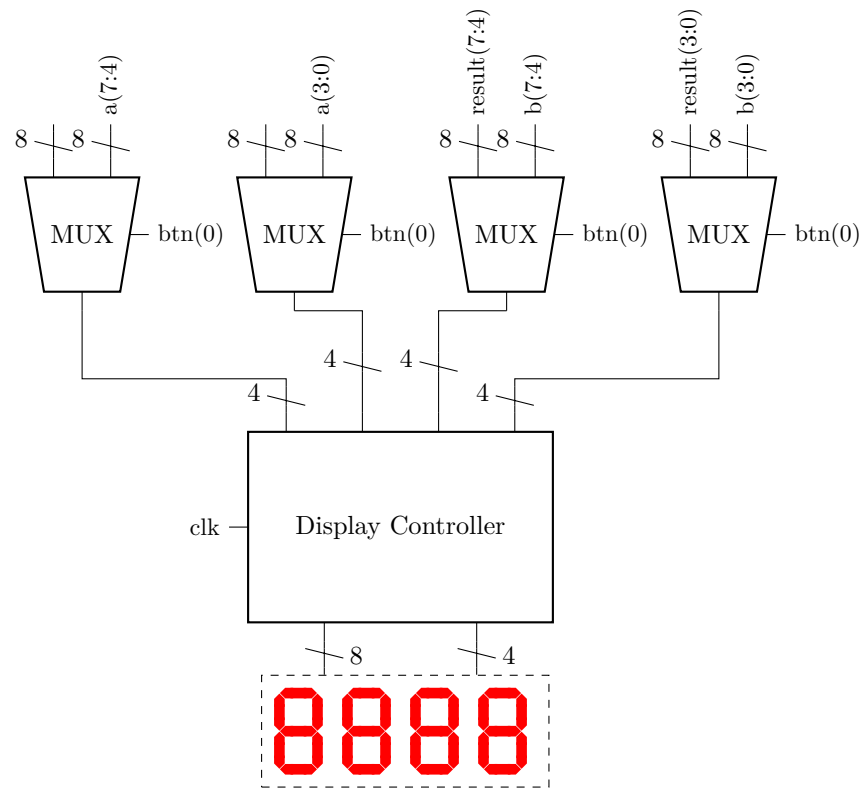 a(7:4)
a(3:0)
result(7:4)
b(7:4)
result(3:0)
b(3:0)
8 8 8 8 8 8 8 8
MUX btn(0) MUX btn(0) MUX btn(0) MUX btn(0)
4 4
4 4
clk Display Controller
8 4
8888